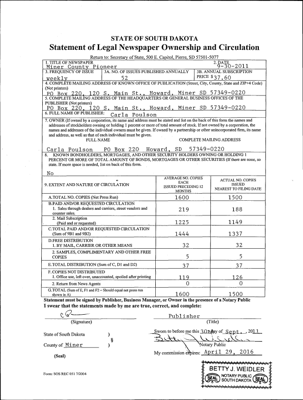 STATE OF SOUTH DAKOTA
Statement of Legal Newspaper Ownership and Circulation
Return to: Secretary of State, 500 E. Capitol, Pierre, SD 57501-5077
1. TITLE OF NEWSPAPER
Miner County Pioneer
2. DATE
9-30-2011
3. FREQUENCY OF ISSUE
weekly
3A. NO. OF ISSUES PUBLISHED ANNUALLY
52
3B. ANNUAL SUBSCRIPTION
PRICE $37.60
4. COMPLETE MAILING ADDRESS OF KNOWN OFFICE OF PUBLICATION (Street, City, County, State and ZIP+4 Code)
(Not printers)
PO Box 220, 120 S. Main St., Howard, Miner SD 57349-0220
5. COMPLETE MAILING ADDRESS OF THE HEADQUARTERS OR GENERAL BUSINESS OFFICES OF THE
PUBLISHER (Not printer)
PO Box 220, 120 S. Main St., Howard, Miner SD 57349-0220
6. FULL NAME OF PUBLISHER:
Carla Poulson
7. OWNER (If owned by a corporation, its name and address must be stated and list on the back of this form the names and
addresses of stockholders owning or holding 1 percent or more of total amount of stock. If not owned by a corporation, the
names and addresses of the individual owners must be given. If owned by a partnership or other unincorporated firm, its name
and address, as well as that of each individual must be given.
FULL NAME
COMPLETE MAILING ADDRESS
Carla Poulson PO Box 220 Howard, SD 57349-0220
8. KNOWN BONDHOLDERS, MORTGAGEES, AND OTHER SECURITY HOLDERS OWNING OR HOLDING 1
PERCENT OR MORE OF TOTAL AMOUNT OF BONDS, MORTGAGES OR OTHER SECURITIES (If there are none, so
state. If more space is needed, list on back of this form.
No
9. EXTENT AND NATURE OF CIRCULATION
AVERAGE NO. COPIES
EACH
ISSUED PRECEDING 12
MONTHS
ACTUAL NO. COPIES
ISSUED
NEAREST TO FILING DATE
A. TOTAL NO. COPIES (Net Press Run)
1600
1500
B. PAID AND/OR REQUESTED CIRCULATION
1. Sales through dealers and carriers, street vendors and
counter sales.
219
188
2. Mail Subscription
(Paid and or requested)
1225
1149
C. TOTAL PAID AND/OR REQUESTED CIRCULATION
(Sum of 9B1 and 9B2)
1444
1337
D. FREE DISTRIBUTION
1. BY MAIL, CARRIER OR OTHER MEANS
32
32
2. SAMPLES, COMPLIMENTARY AND OTHER FREE
COPIES
5
5
E. TOTAL DISTRIBUTION (Sum of C, D1 and D2)
37
37
F. COPIES NOT DISTRIBUTED
1. Office use, left over, unaccounted, spoiled after printing
119
126
2. Return from News Agents
0
0
G. TOTAL (Sum of E, F1 and F2 – Should equal net press run
shown in A)
1600
1500
Statement must be signed by Publisher, Business Manager, or Owner in the presence of a Notary Public
I swear that the statements made by me are true, correct, and complete:
Publisher
(Signature)
(Title)
State of South Dakota )
Sworn to before me this 30 day of Sept. 2011
County of Miner )
Notary Public
My commission expires April 29, 2016
(Seal)
BETTY J. WEIDLER
NOTARY PUBLIC
SOUTH DAKOTA
SEAL